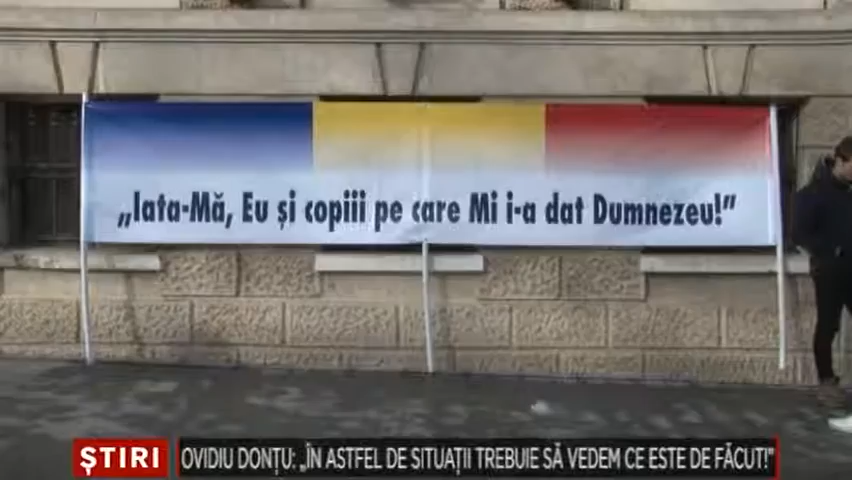 „Iata-Mă, Eu și copiii pe care Mi i-a dat Dumnezeu!”
ȘTIRI
OVIDIU DONȚU: „ÎN ASTFEL DE SITUAȚII TREBUIE SĂ VEDEM CE ESTE DE FĂCUT!”